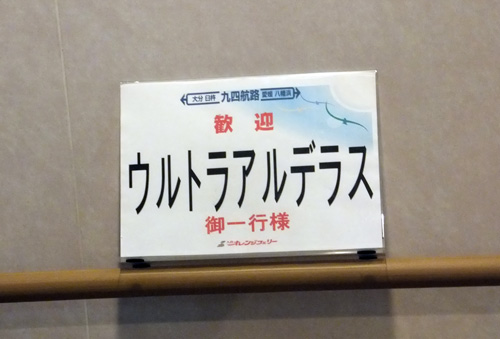 大分 臼杵 九四航路 愛媛 八幡浜
歓迎
ウルトラアルデラス
御一行様
オレンジフェリー